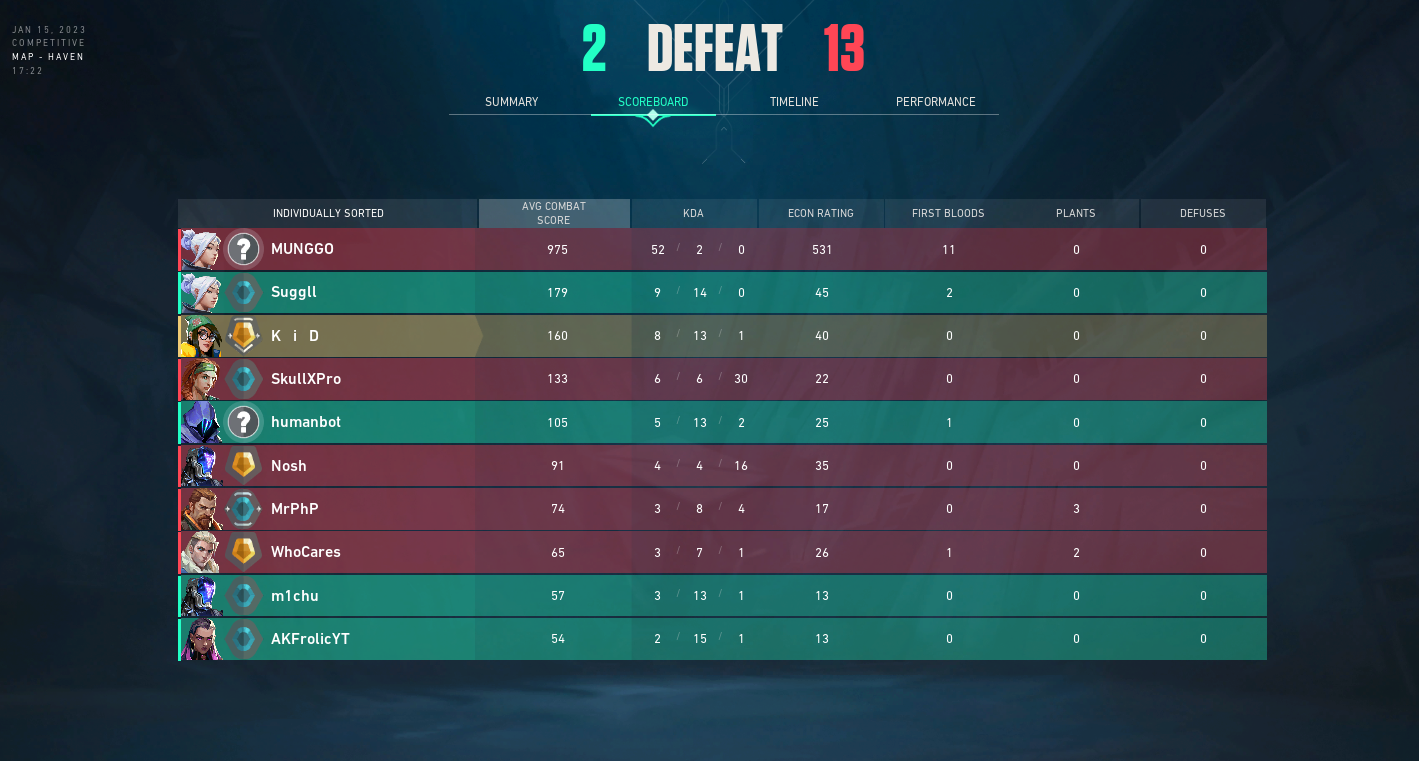 JAN 15, 2023
COMPETITIVE
MAP - HAVEN
17:22
2 DEFEAT 13
SUMMARY SCOREBOARD TIMELINE PERFORMANCE
INDIVIDUALLY SORTED AVG COMBAT SCORE KDA ECON RATING FIRST BLOODS PLANTS DEFUSES
? MUNGGO 975 52 / 2 / 0 531 11 0 0
Suggll 179 9 / 14 / 0 45 2 0 0
K i D 160 8 / 13 / 1 40 0 0 0
SkullXPro 133 6 / 6 / 30 22 0 0 0
? humanbot 105 5 / 13 / 2 25 1 0 0
Nosh 91 4 / 4 / 16 35 0 0 0
MrPhP 74 3 / 8 / 4 17 0 3 0
WhoCares 65 3 / 7 / 1 26 1 2 0
m1chu 57 3 / 13 / 1 13 0 0 0
AKFrolicYT 54 2 / 15 / 1 13 0 0 0